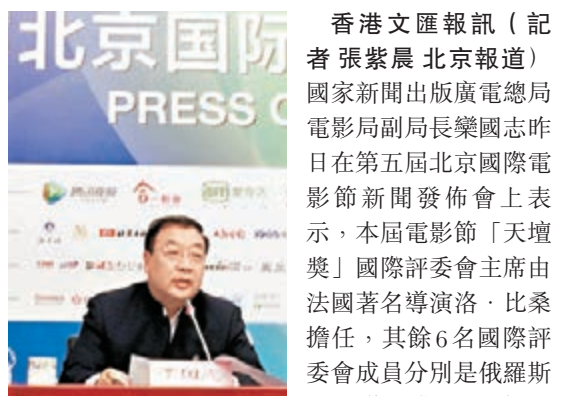 北京国际
PRESS C
香港文匯報訊（記
者 張紫晨 北京報道）
國家新聞出版廣電總局
電影局副局長欒國志昨
日在第五屆北京國際電
影節新聞發佈會上表
示，本屆電影節「天壇
獎」國際評委會主席由
法國著名導演洛·比桑
擔任，其餘6名國際評
委會成員分別是俄羅斯